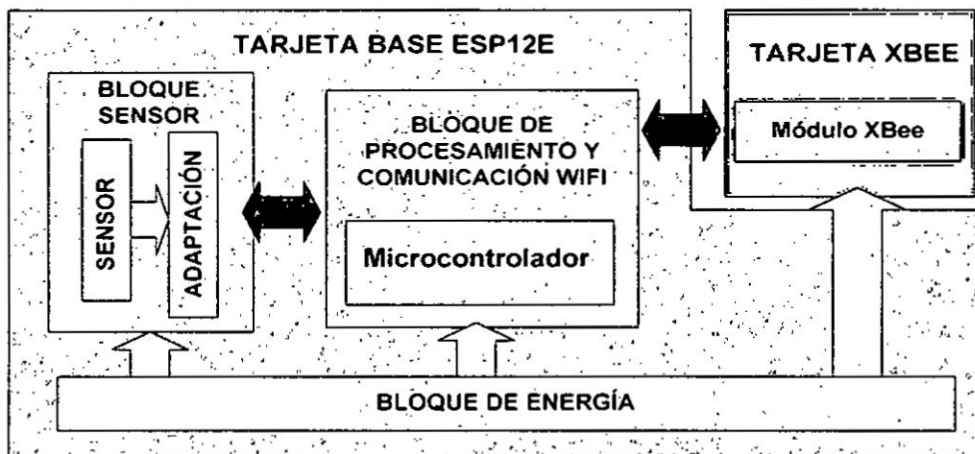 TARJETA BASE ESP12E
BLOQUE
SENSOR
SENSOR
ADAPTACIÓN
BLOQUE DE
PROCESAMIENTO Y
COMUNICACIÓN WIFI
Microcontrolador
TARJETA XBEE
Módulo XBee
BLOQUE DE ENERGÍA